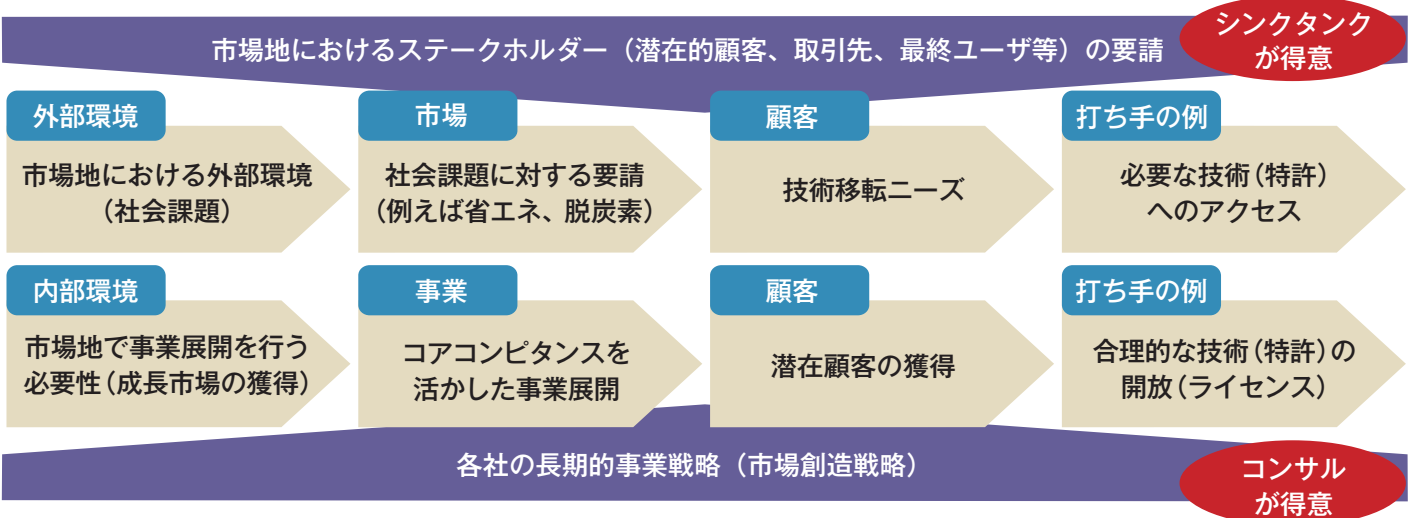 市場地におけるステークホルダー（潜在的顧客、取引先、最終ユーザ等）の要請
シンクタンク
が得意
外部環境
市場地における外部環境
（社会課題）
市場
社会課題に対する要請
（例えば省エネ、脱炭素）
顧客
技術移転ニーズ
打ち手の例
必要な技術（特許）
へのアクセス
内部環境
市場地で事業展開を行う
必要性（成長市場の獲得）
事業
コアコンピタンスを
活かした事業展開
顧客
潜在顧客の獲得
打ち手の例
合理的な技術（特許）の
開放（ライセンス）
各社の長期的事業戦略（市場創造戦略）
コンサル
が得意